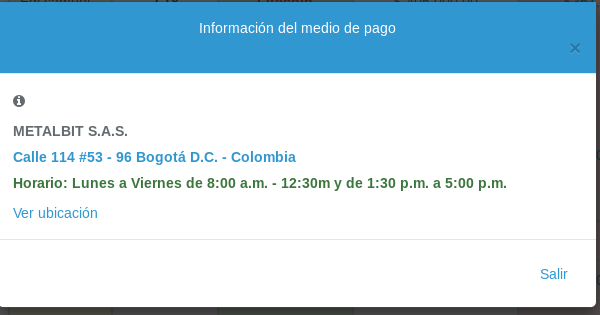 Información del medio de pago
×
METALBIT S.A.S.
Calle 114 #53 - 96 Bogotá D.C. - Colombia
Horario: Lunes a Viernes de 8:00 a.m. - 12:30m y de 1:30 p.m. a 5:00 p.m.
Ver ubicación
Salir